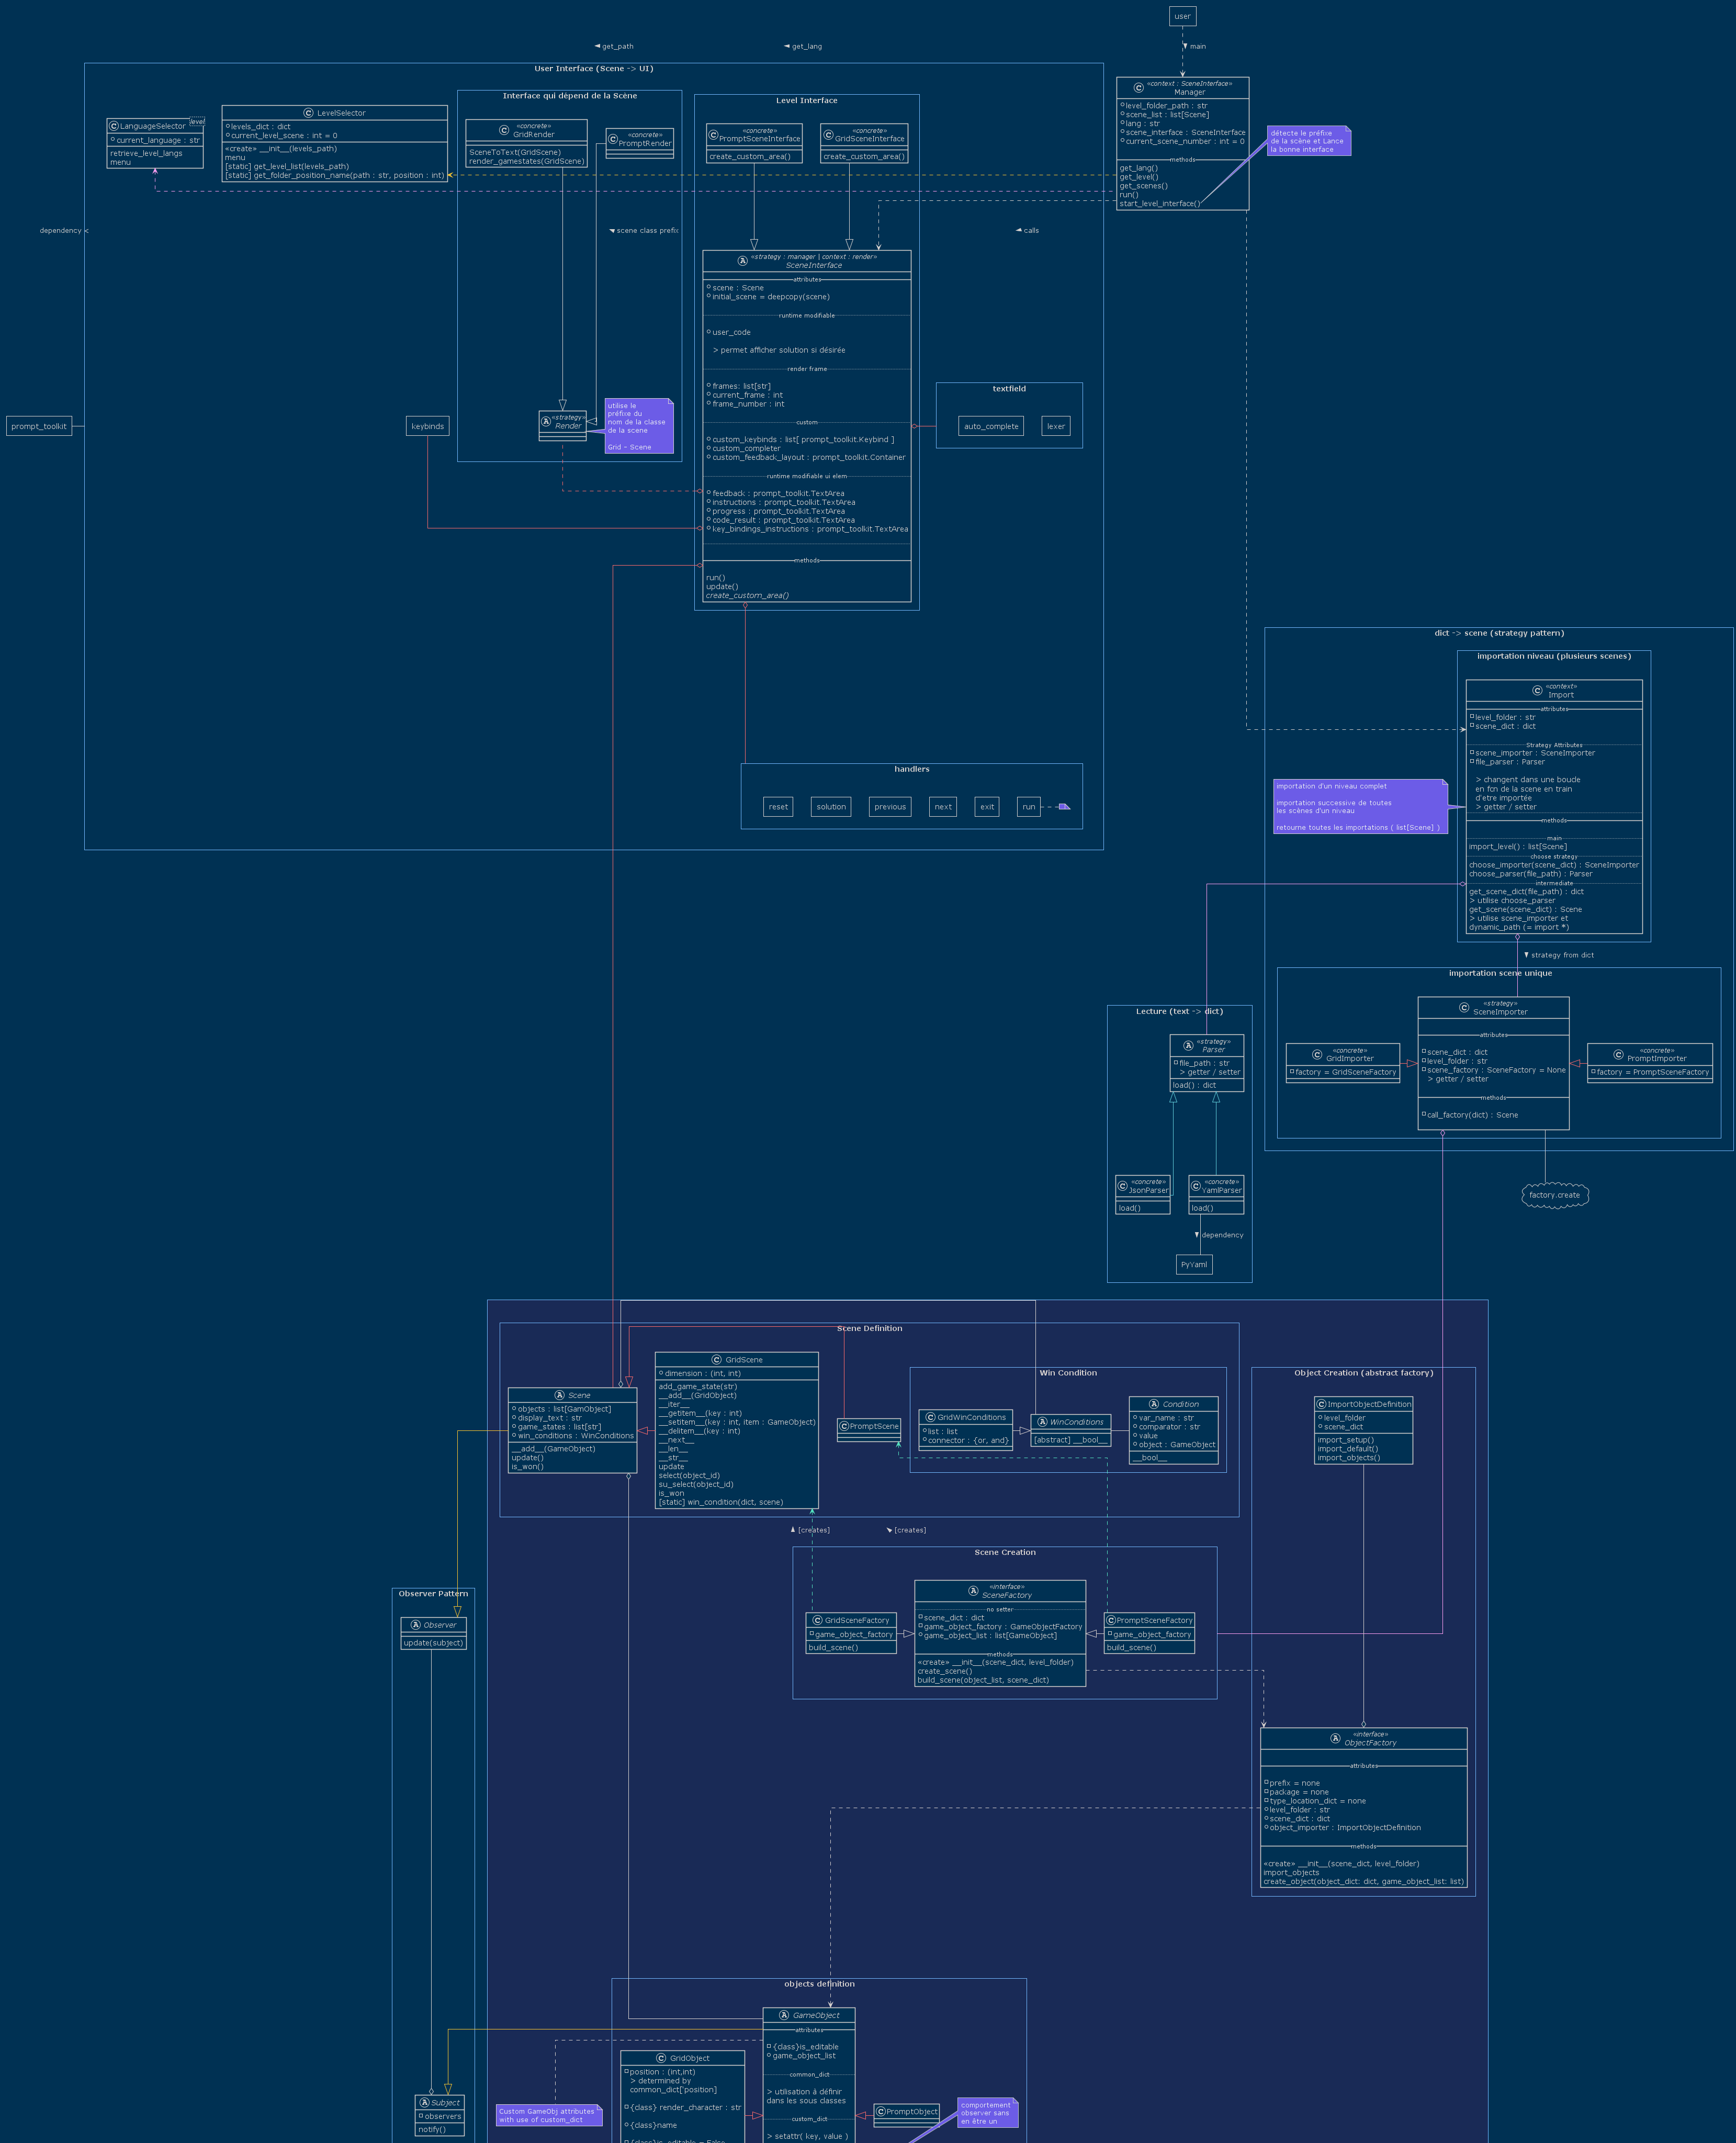 user
main
get_path
get_lang
User Interface (Scene -> UI)
LanguageSelector
level
current_language : str
retrieve_level_langs
menu
LevelSelector
levels_dict : dict
current_level_scene : int = 0
«create» __init__(levels_path)
menu
[static] get_level_list(levels_path)
[static] get_folder_position_name(path : str, position : int)
Interface qui dépend de la Scène
«concrete»
GridRender
SceneToText(GridScene)
render_gamestates(GridScene)
«concrete»
PromptRender
Level Interface
«concrete»
PromptSceneInterface
create_custom_area()
«concrete»
GridSceneInterface
create_custom_area()
«context : SceneInterface»
Manager
level_folder_path : str
scene_list : list[Scene]
lang : str
scene_interface : SceneInterface
current_scene_number : int = 0
methods
get_lang()
get_level()
get_scenes()
run()
start_level_interface()
détecte le préfixe
de la scène et Lance
la bonne interface
dependency <
scene class prefix
calls
«strategy : manager | context : render»
SceneInterface
attributes
scene : Scene
initial_scene = deepcopy(scene)
runtime modifiable
user_code
> permet afficher solution si désirée
render frame
frames: list[str]
current_frame : int
frame_number : int
custom
custom_keybinds : list[ prompt_toolkit.Keybind ]
custom_completer
custom_feedback_layout : prompt_toolkit.Container
runtime modifiable ui elem
feedback : prompt_toolkit.TextArea
instructions : prompt_toolkit.TextArea
progress : prompt_toolkit.TextArea
code_result : prompt_toolkit.TextArea
key_bindings_instructions : prompt_toolkit.TextArea
methods
run()
update()
create_custom_area()
textfield
auto_complete
lexer
prompt_toolkit
keybinds
«strategy»
Render
utilise le
préfixe du
nom de la classe
de la scene
Grid - Scene
handlers
reset
solution
previous
next
exit
run
dict -> scene (strategy pattern)
importation niveau (plusieurs scenes)
«context»
Import
attributes
level_folder : str
scene_dict : dict
Strategy Attributes
scene_importer : SceneImporter
file_parser : Parser
> changent dans une boucle
en fcn de la scene en train
d'etre importée
> getter / setter
methods
main
import_level() : list[Scene]
choose strategy
choose_importer(scene_dict) : SceneImporter
choose_parser(file_path) : Parser
intermediate
get_scene_dict(file_path) : dict
> utilise choose_parser
get_scene(scene_dict) : Scene
> utilise scene_importer et
dynamic_path (= import *)
importation d'un niveau complet
importation successive de toutes
les scènes d'un niveau
retourne toutes les importations ( list[Scene] )
strategy from dict
importation scene unique
«strategy»
SceneImporter
attributes
scene_dict : dict
level_folder : str
scene_factory : SceneFactory = None
> getter / setter
methods
call_factory(dict) : Scene
«concrete»
GridImporter
factory = GridSceneFactory
«concrete»
PromptImporter
factory = PromptSceneFactory
factory.create
Lecture (text -> dict)
«strategy»
Parser
file_path : str
> getter / setter
load() : dict
«concrete»
JsonParser
load()
«concrete»
YamlParser
load()
dependency
PyYaml
Scene Definition
Scene
objects : list[GamObject]
display_text : str
game_states : list[str]
win_conditions : WinConditions
__add__(GameObject)
update()
is_won()
GridScene
dimension : (int, int)
add_game_state(str)
__add__(GridObject)
__iter__
__getitem__(key : int)
__setitem__(key : int, item : GameObject)
__delitem__(key : int)
__next__
__len__
__str__
update
select(object_id)
su_select(object_id)
is_won
[static] win_condition(dict, scene)
PromptScene
Win Condition
GridWinConditions
list : list
connector : {or, and}
WinConditions
[abstract] __bool__
Condition
var_name : str
comparator : str
value
object : GameObject
__bool__
Object Creation (abstract factory)
ImportObjectDefinition
level_folder
scene_dict
import_setup()
import_default()
import_objects()
[creates]
[creates]
Scene Creation
GridSceneFactory
game_object_factory
build_scene()
«interface»
SceneFactory
no setter
scene_dict : dict
game_object_factory : GameObjectFactory
game_object_list : list[GameObject]
methods
«create» __init__(scene_dict, level_folder)
create_scene()
build_scene(object_list, scene_dict)
PromptSceneFactory
game_object_factory
build_scene()
Observer Pattern
Observer
update(subject)
«interface»
ObjectFactory
attributes
prefix = none
package = none
type_location_dict = none
level_folder : str
scene_dict : dict
object_importer : ImportObjectDefinition
methods
«create» __init__(scene_dict, level_folder)
import_objects
create_object(object_dict: dict, game_object_list: list)
objects definition
GameObject
attributes
{class}is_editable
game_object_list
common_dict
> utilisation à définir
dans les sous classes
custom_dict
> setattr( key, value )
GridObject
position : (int,int)
> determined by
common_dict['position]
{class} render_character : str
{class}name
PromptObject
comportement
observer sans
en être un
Custom GameObj attributes
with use of custom_dict
Subject
observers
notify()